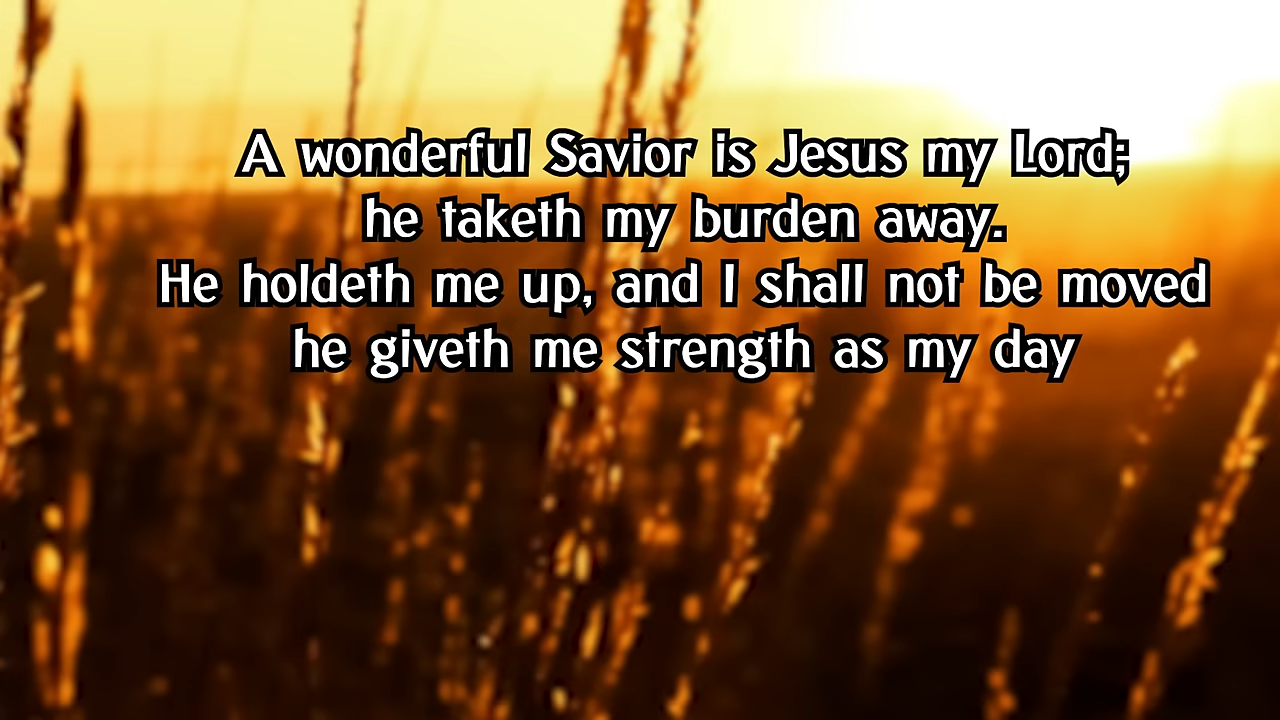 A wonderful Savior is Jesus my Lord;
he taketh my burden away.
He holdeth me up, and I shall not be moved
he giveth me strength as my day